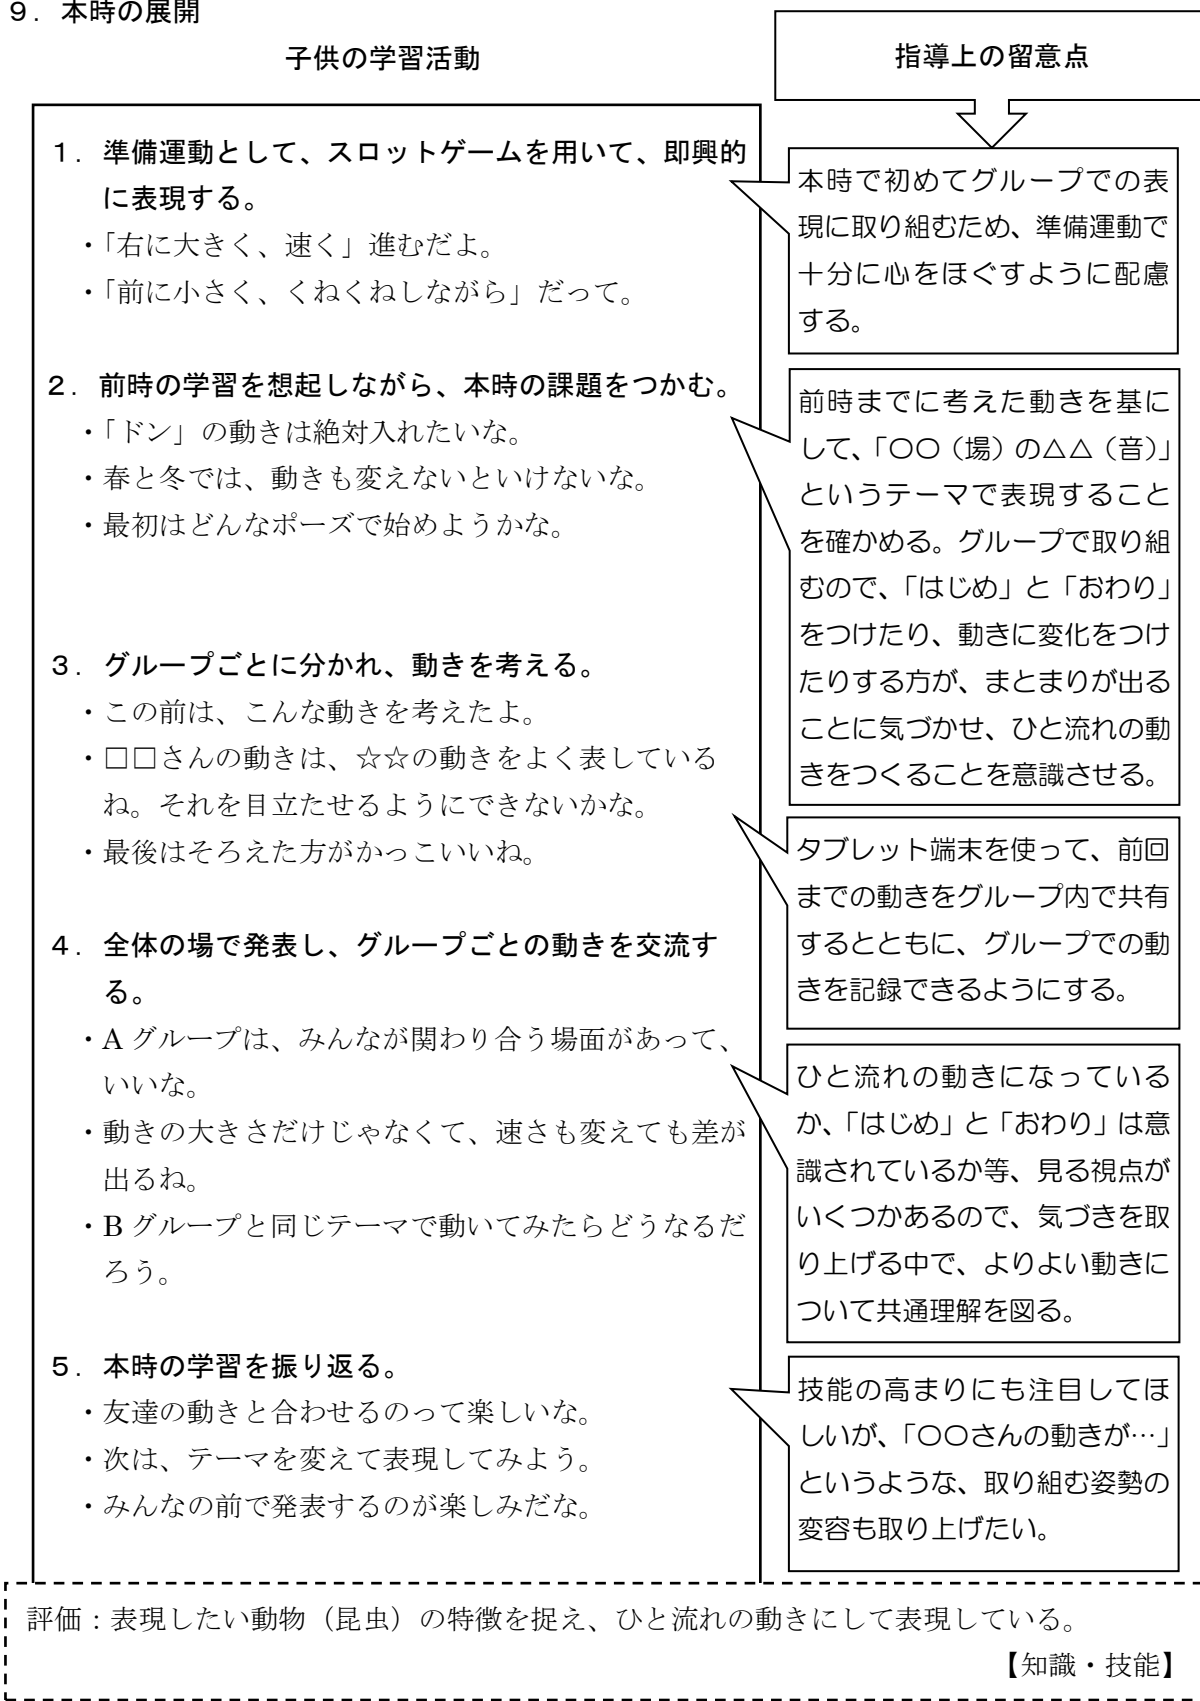 ９．本時の展開
子供の学習活動
１．準備運動として、スロットゲームを用いて、即興的
に表現する。
・「右に大きく、速く」進むだよ。
・「前に小さく、くねくねしながら」だって。
２．前時の学習を想起しながら、本時の課題をつかむ。
・「ドン」の動きは絶対入れたいな。
・春と冬では、動きも変えないといけないな。
・最初はどんなポーズで始めようかな。
３．グループごとに分かれ、動きを考える。
・この前は、こんな動きを考えたよ。
・□□さんの動きは、☆☆の動きをよく表している
ね。それを目立たせるようにできないかな。
・最後はそろえた方がかっこいいね。
４．全体の場で発表し、グループごとの動きを交流す
る。
・A グループは、みんなが関わり合う場面があって、
いいな。
・動きの大きさだけじゃなくて、速さも変えても差が
出るね。
・B グループと同じテーマで動いてみたらどうなるだ
ろう。
５．本時の学習を振り返る。
・友達の動きと合わせるのって楽しいな。
・次は、テーマを変えて表現してみよう。
・みんなの前で発表するのが楽しみだな。
指導上の留意点
本時で初めてグループでの表
現に取り組むため、準備運動で
十分に心をほぐすように配慮
する。
前時までに考えた動きを基に
して、「〇〇（場）の△△（音）」
というテーマで表現すること
を確かめる。グループで取り組
むので、「はじめ」と「おわり」
をつけたり、動きに変化をつけ
たりする方が、まとまりが出る
ことに気づかせ、ひと流れの動
きをつくることを意識させる。
タブレット端末を使って、前回
までの動きをグループ内で共有
するとともに、グループでの動
きを記録できるようにする。
ひと流れの動きになっている
か、「はじめ」と「おわり」は意
識されているか等、見る視点が
いくつかあるので、気づきを取
り上げる中で、よりよい動きに
ついて共通理解を図る。
技能の高まりにも注目してほ
しいが、「〇〇さんの動きが…」
というような、取り組む姿勢の
変容も取り上げたい。
評価：表現したい動物（昆虫）の特徴を捉え、ひと流れの動きにして表現している。
【知識・技能】